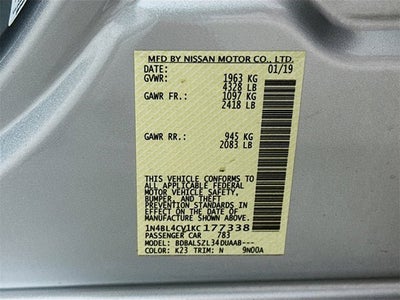 MFD BY NISSAN MOTOR CO., LTD.
DATE: 01/19
GVWR: 1963 KG
4328 LB
GAWR FR.: 1097 KG
2418 LB
GAWR RR.: 945 KG
2083 LB
THIS VEHICLE CONFORMS TO
ALL APPLICABLE FEDERAL
MOTOR VEHICLE SAFETY,
BUMPER, AND THEFT
PREVENTION STANDARDS IN
EFFECT ON THE DATE OF
MANUFACTURE SHOWN ABOVE.
1N4BL4CV1KC177338
PASSENGER CAR 783
MODEL: BDBALSZL34DUAAB---
COLOR: K23 TRIM: N 9N00A